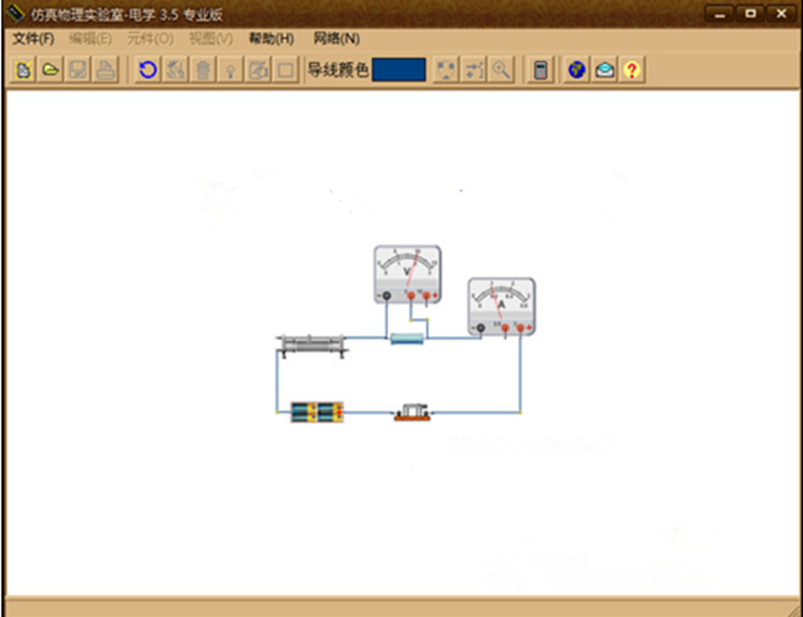 仿真物理实验室-电学 3.5 专业版
文件(F) 编辑(E) 元件(O) 视图(V) 帮助(H) 网络(N)
导线颜色
V
A